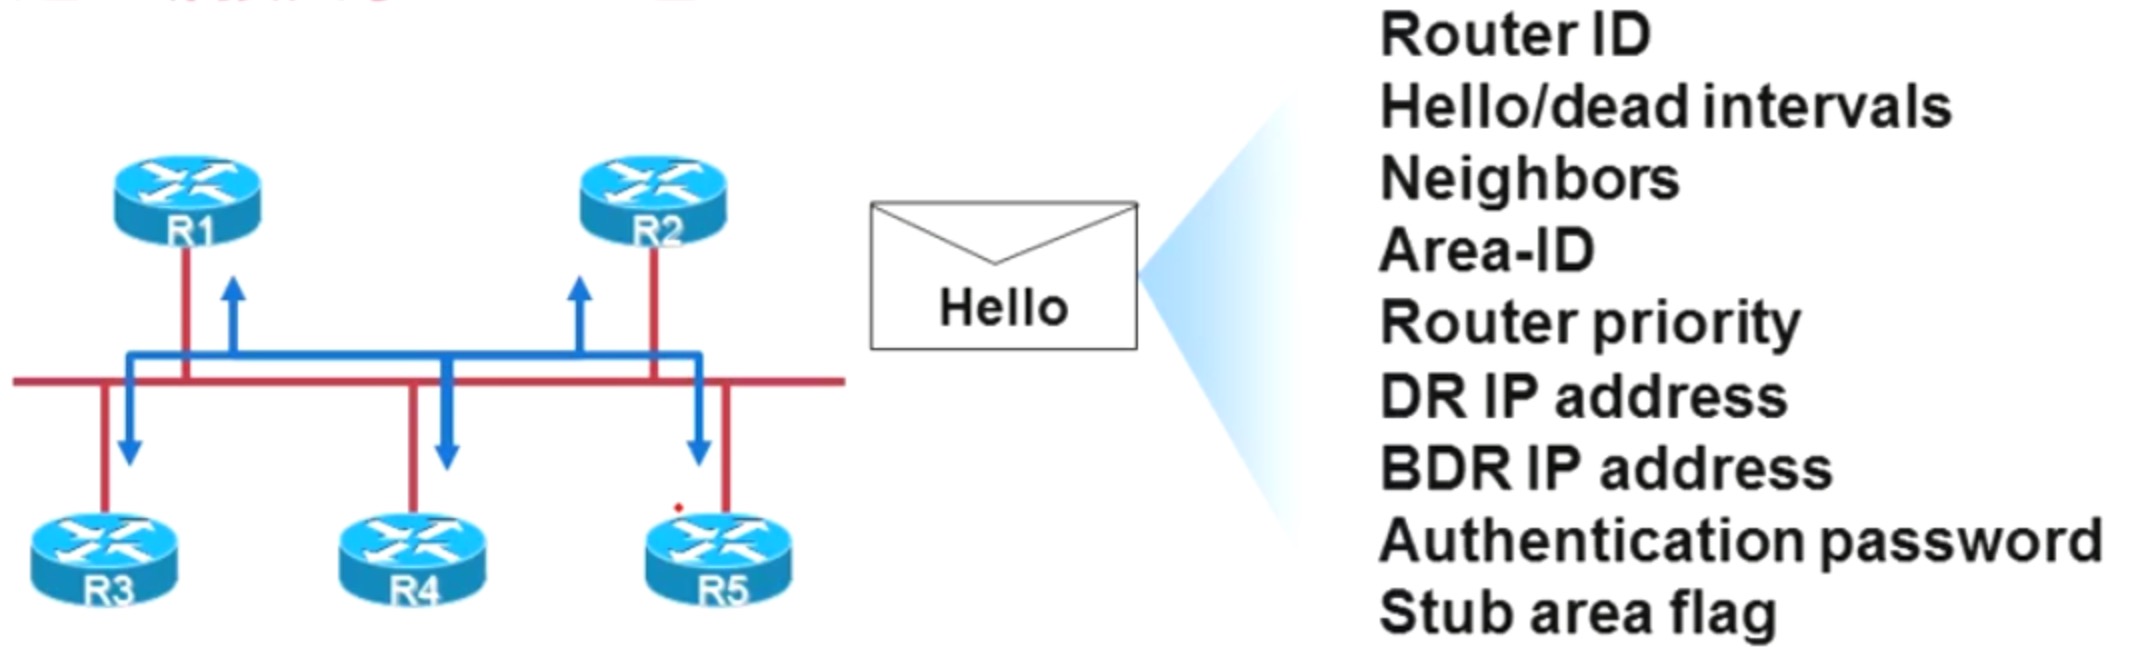 R1
R2
R3
R4
R5
Hello
Router ID
Hello/dead intervals
Neighbors
Area-ID
Router priority
DR IP address
BDR IP address
Authentication password
Stub area flag